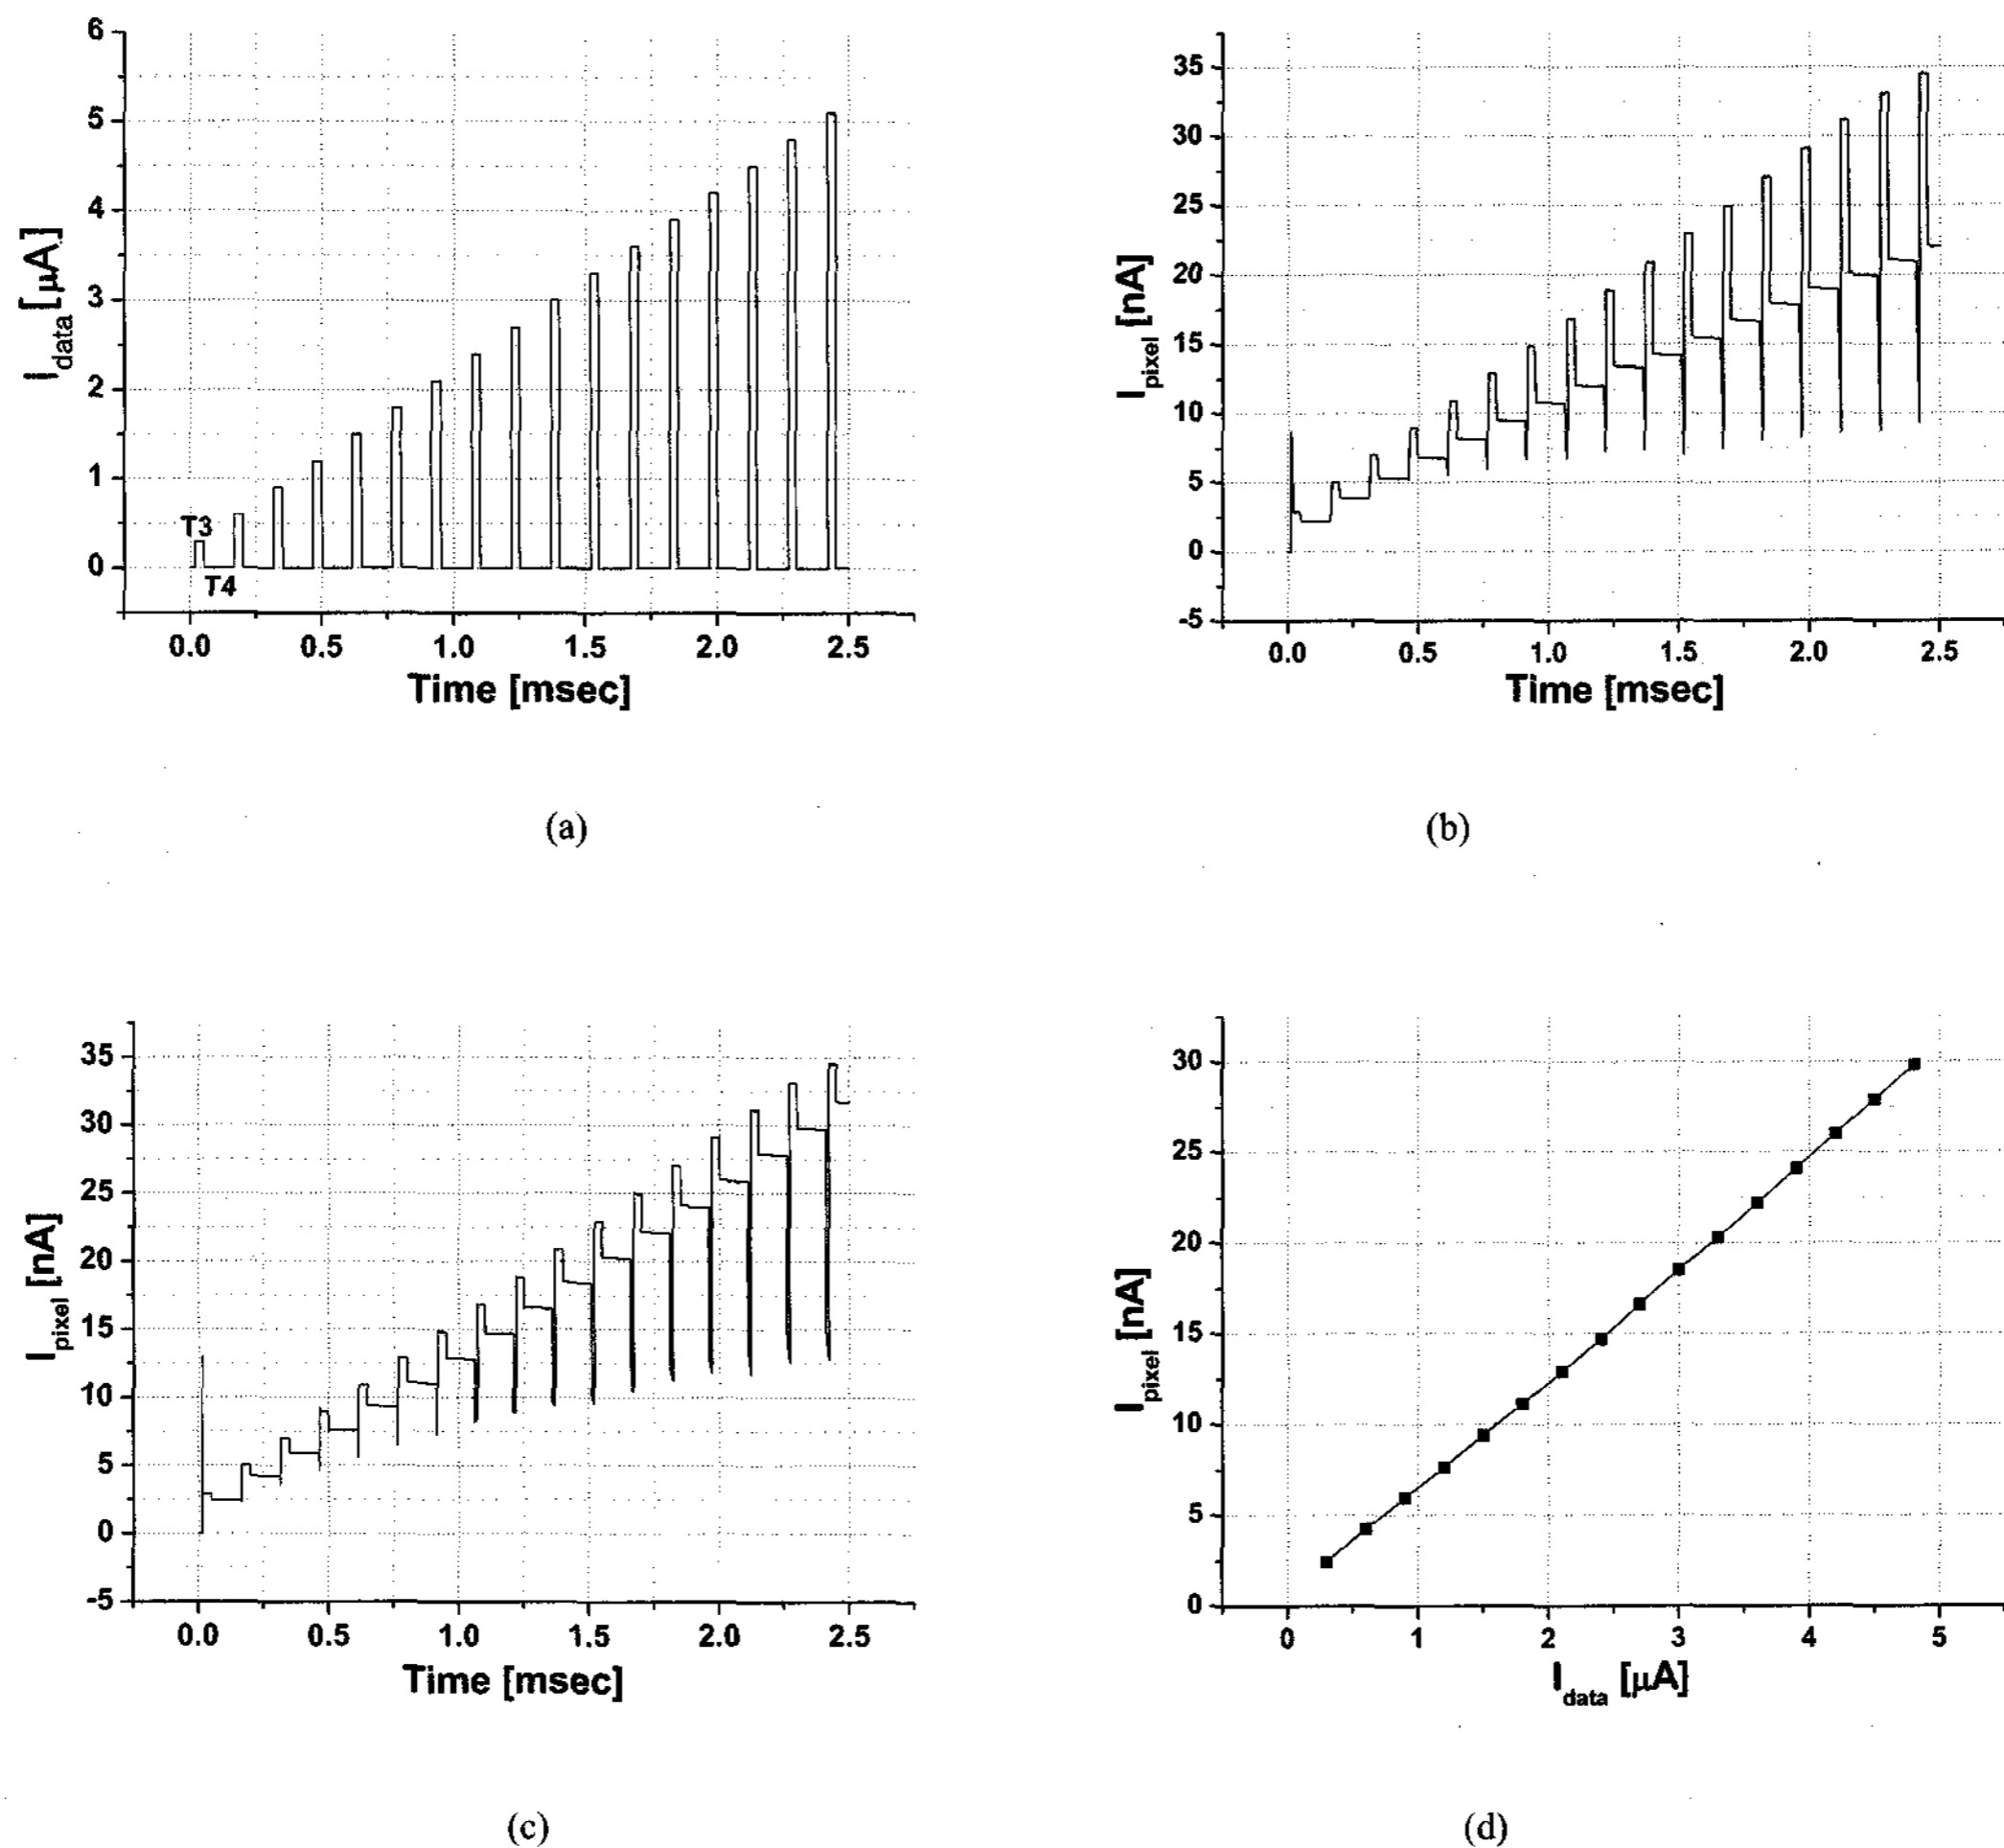 6
5
4
3
2
1
0
I_data [μA]
T3
T4
0.0 0.5 1.0 1.5 2.0 2.5
Time [msec]
(a)
35
30
25
20
15
10
5
0
-5
I_pixel [nA]
0.0 0.5 1.0 1.5 2.0 2.5
Time [msec]
(b)
35
30
25
20
15
10
5
0
-5
I_pixel [nA]
0.0 0.5 1.0 1.5 2.0 2.5
Time [msec]
(c)
30
25
20
15
10
5
0
I_pixel [nA]
0 1 2 3 4 5
I_data [μA]
(d)